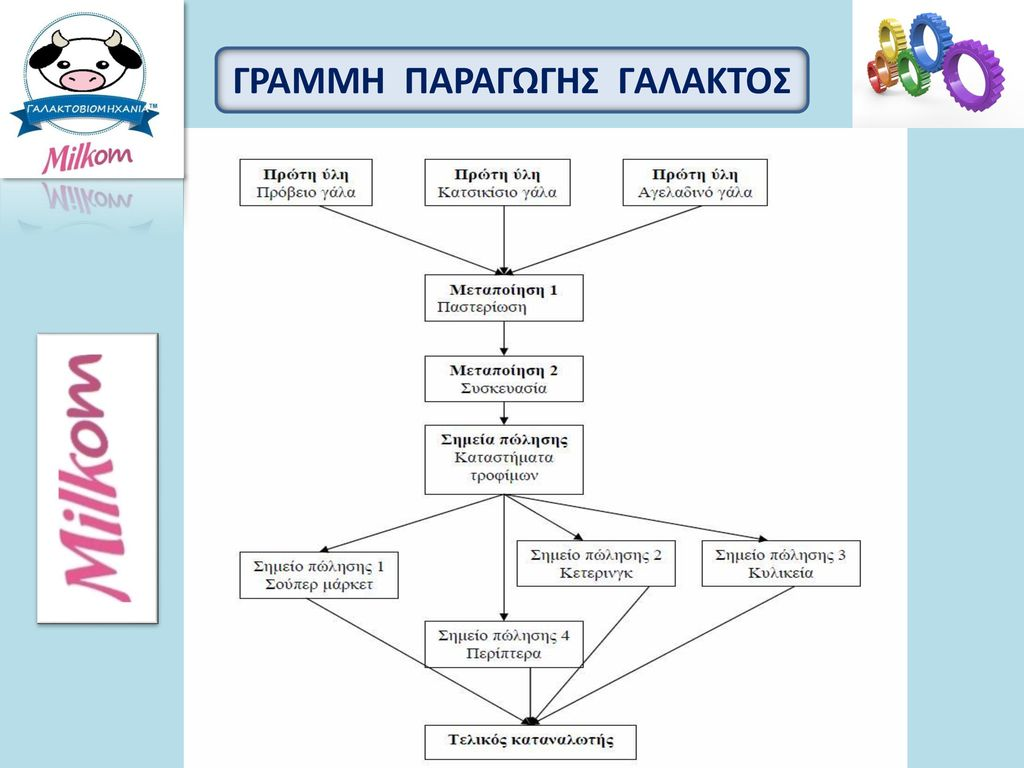 ΓΡΑΜΜΗ ΠΑΡΑΓΩΓΗΣ ΓΑΛΑΚΤΟΣ
ΓΑΛΑΚΤΟΒΙΟΜΗΧΑΝΙΑ™
Milkom
Milkom
Πρώτη ύλη
Πρόβειο γάλα
Πρώτη ύλη
Κατσικίσιο γάλα
Πρώτη ύλη
Αγελαδινό γάλα
Μεταποίηση 1
Παστερίωση
Μεταποίηση 2
Συσκευασία
Σημεία πώλησης
Καταστήματα
τροφίμων
Σημείο πώλησης 1
Σούπερ μάρκετ
Σημείο πώλησης 2
Κετερινγκ
Σημείο πώλησης 3
Κυλικεία
Σημείο πώλησης 4
Περίπτερα
Τελικός καταναλωτής